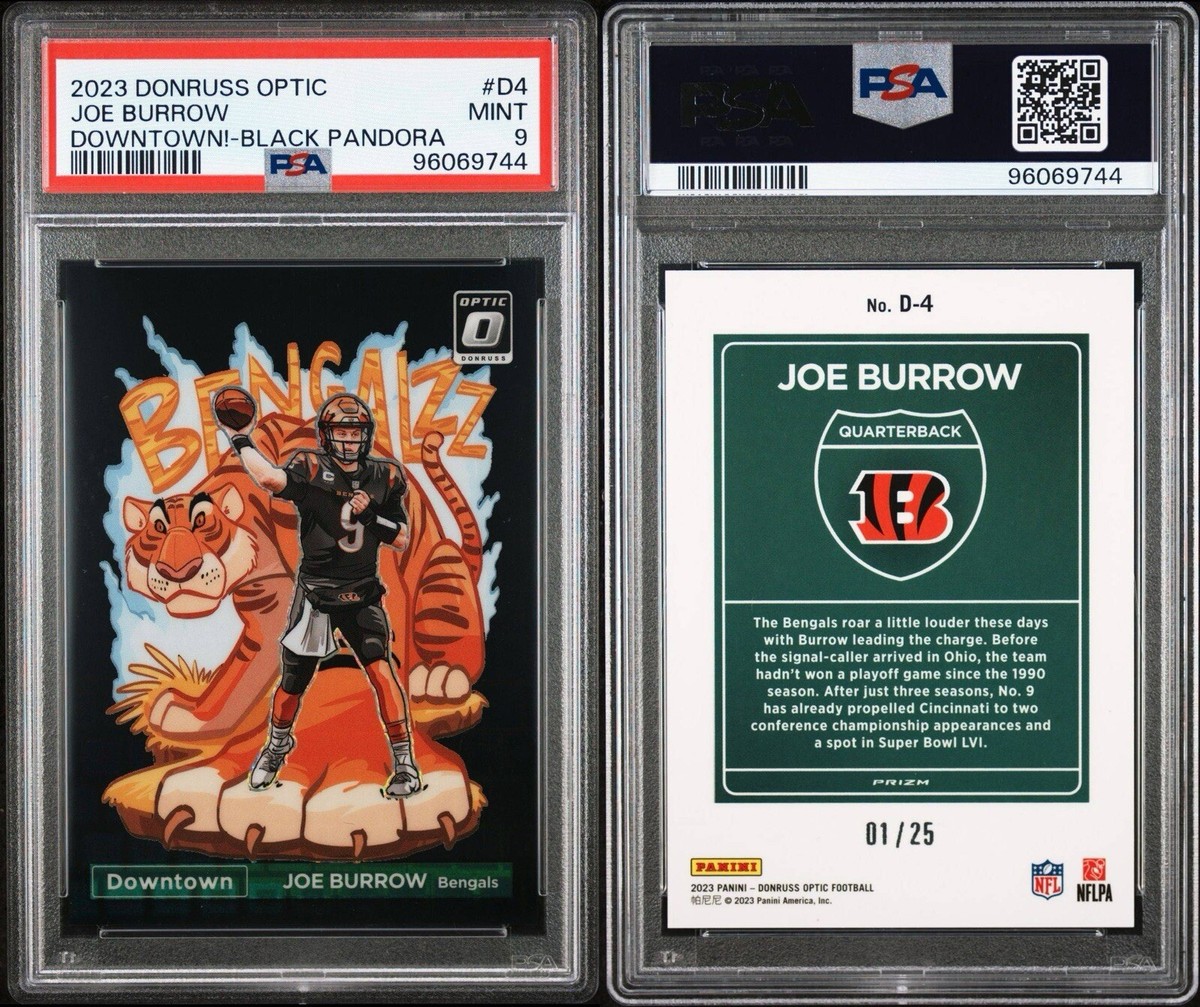 2023 DONRUSS OPTIC #D4
JOE BURROW MINT
DOWNTOWN!-BLACK PANDORA 9
PSA 96069744
OPTIC
O
DONRUSS
BENGALZZ
C
BENGALS
9
B
Downtown JOE BURROW Bengals
PSA
PSA
PSA
96069744
No. D-4
JOE BURROW
QUARTERBACK
B
The Bengals roar a little louder these days
with Burrow leading the charge. Before
the signal-caller arrived in Ohio, the team
hadn't won a playoff game since the 1990
season. After just three seasons, No. 9
has already propelled Cincinnati to two
conference championship appearances and
a spot in Super Bowl LVI.
PRIZM
01/25
PANINI
2023 PANINI – DONRUSS OPTIC FOOTBALL
帕尼尼 © 2023 Panini America, Inc.
NFL
NFLPA
PSA